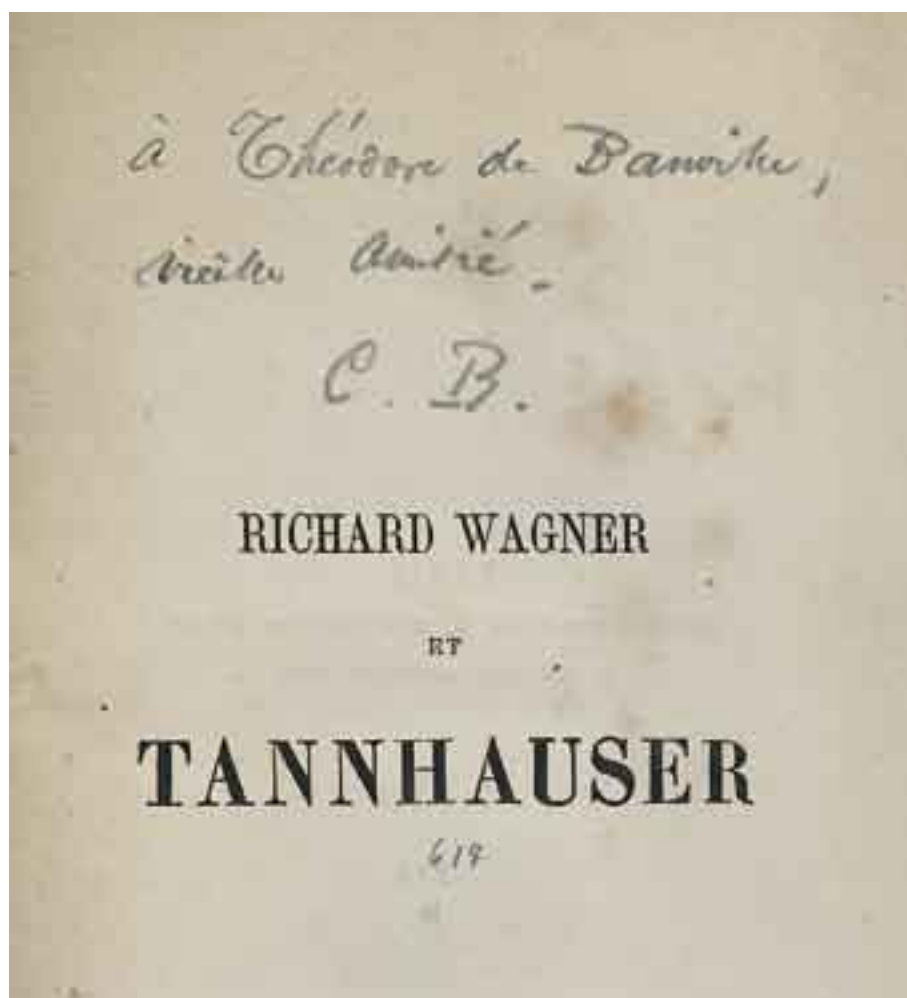 à Théodore de Banville,
vieille amitié.
C. B.
RICHARD WAGNER
ET
TANNHAUSER
619